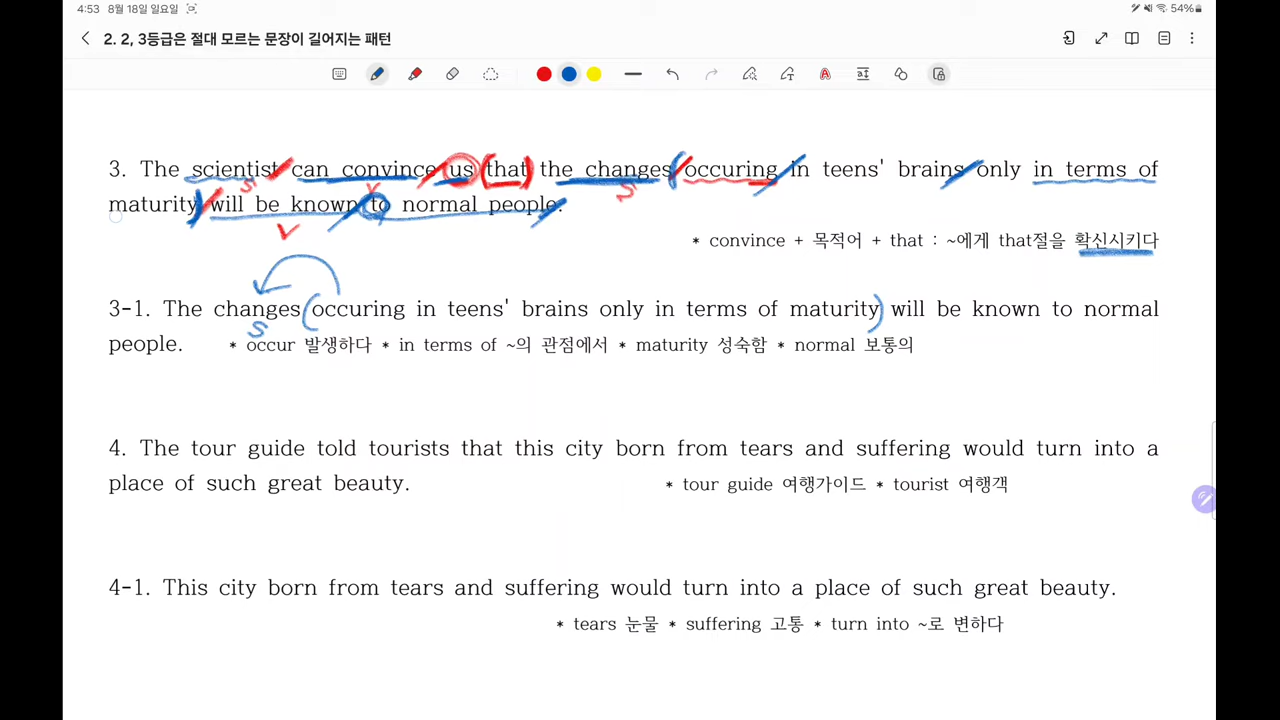 4:53 8월 18일 일요일 54%
2. 2, 3등급은 절대 모르는 문장이 길어지는 패턴
3. The scientist can convince us (that) the changes (occuring in teens' brains only in terms of
S V S
maturity) will be known to normal people.
V
* convince + 목적어 + that : ~에게 that절을 확신시키다
3-1. The changes (occuring in teens' brains only in terms of maturity) will be known to normal
S
people. * occur 발생하다 * in terms of ~의 관점에서 * maturity 성숙함 * normal 보통의
4. The tour guide told tourists that this city born from tears and suffering would turn into a
place of such great beauty. * tour guide 여행가이드 * tourist 여행객
4-1. This city born from tears and suffering would turn into a place of such great beauty.
* tears 눈물 * suffering 고통 * turn into ~로 변하다